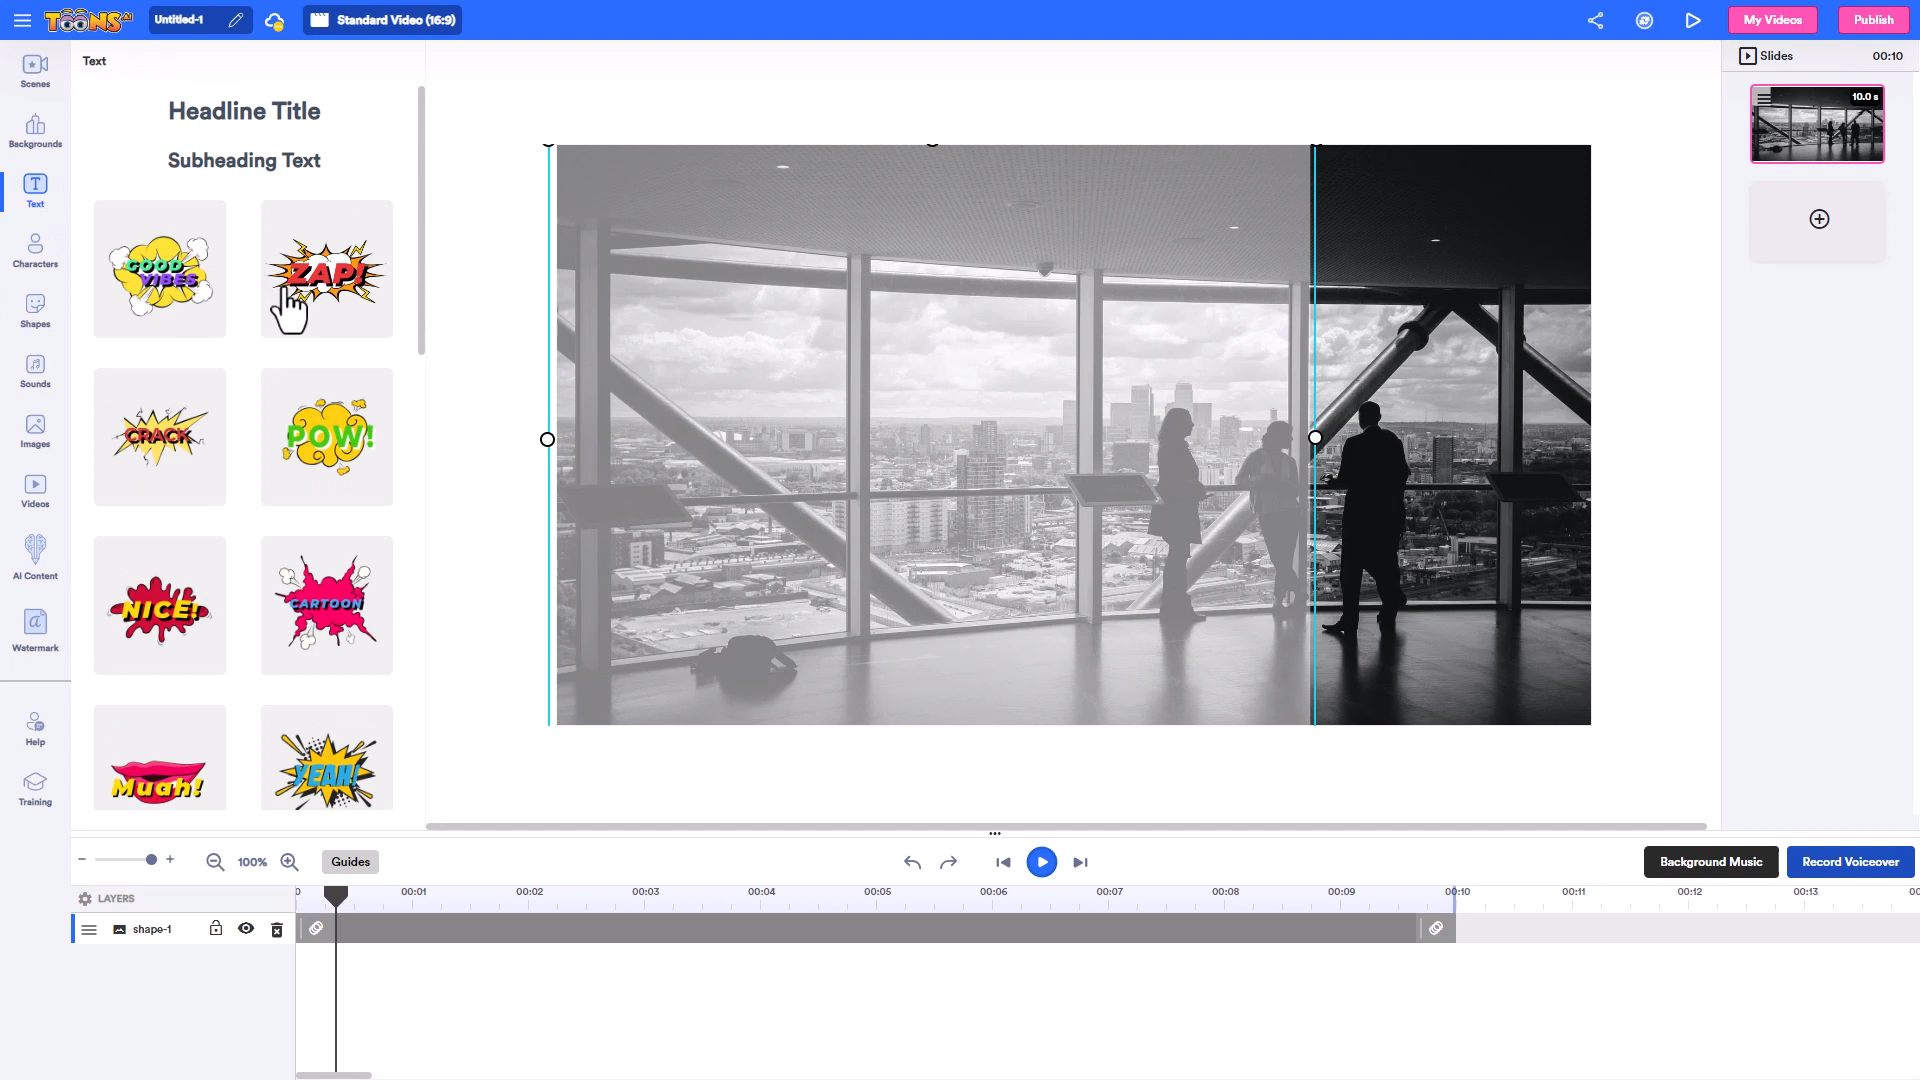 TOONS AI
Untitled-1
Standard Video (16:9)
My Videos
Publish
Scenes
Backgrounds
Text
Characters
Shapes
Sounds
Images
Videos
AI Content
Watermark
Help
Training
Text
Headline Title
Subheading Text
GOOD
VIBES
ZAP!
CRACK
POW!
NICE!
CARTOON
Muah!
YEAH!
Slides
00:10
10.0 s
100%
Guides
Background Music
Record Voiceover
LAYERS
0
00:01
00:02
00:03
00:04
00:05
00:06
00:07
00:08
00:09
00:10
00:11
00:12
00:13
shape-1